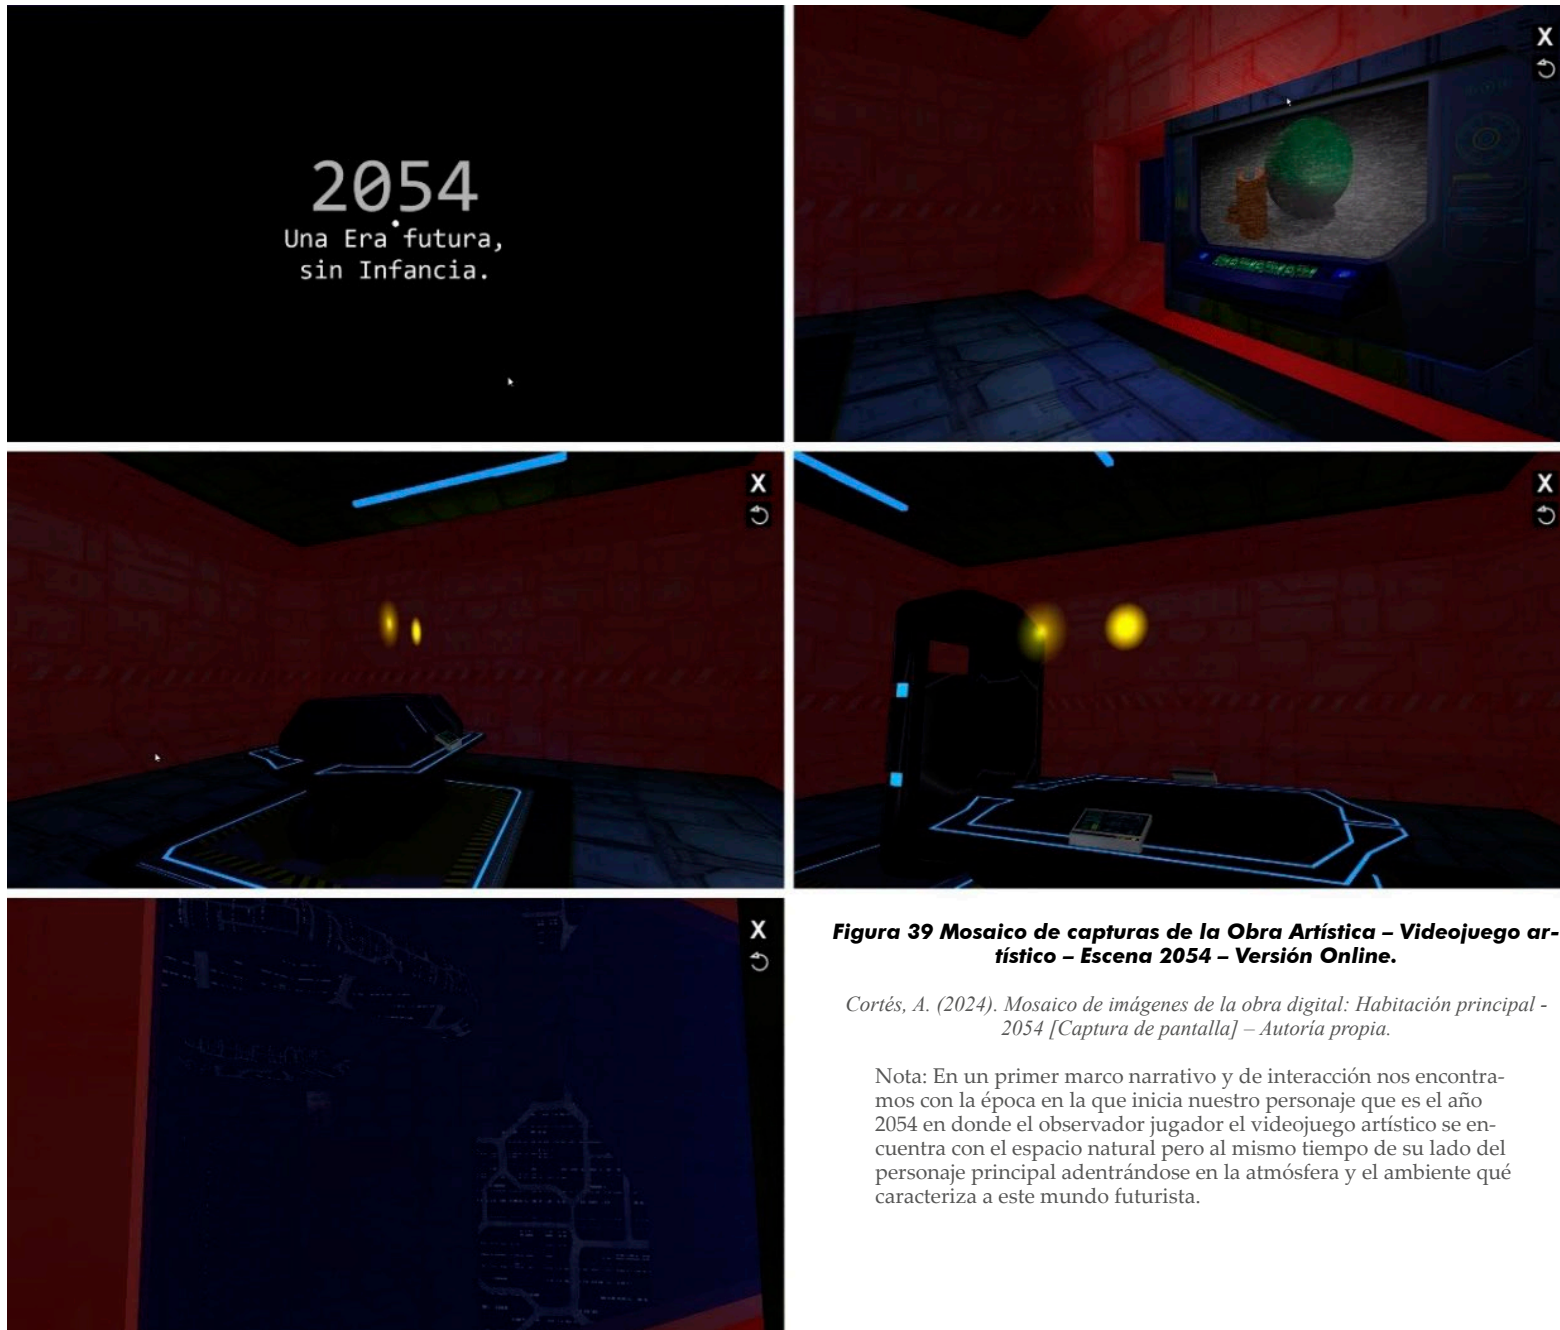 2054
Una Era futura,
sin Infancia.
X
X
X
X
Figura 39 Mosaico de capturas de la Obra Artística – Videojuego ar-
tístico – Escena 2054 – Versión Online.
Cortés, A. (2024). Mosaico de imágenes de la obra digital: Habitación principal -
2054 [Captura de pantalla] – Autoría propia.
Nota: En un primer marco narrativo y de interacción nos encontra-
mos con la época en la que inicia nuestro personaje que es el año
2054 en donde el observador jugador el videojuego artístico se en-
cuentra con el espacio natural pero al mismo tiempo de su lado del
personaje principal adentrándose en la atmósfera y el ambiente qué
caracteriza a este mundo futurista.